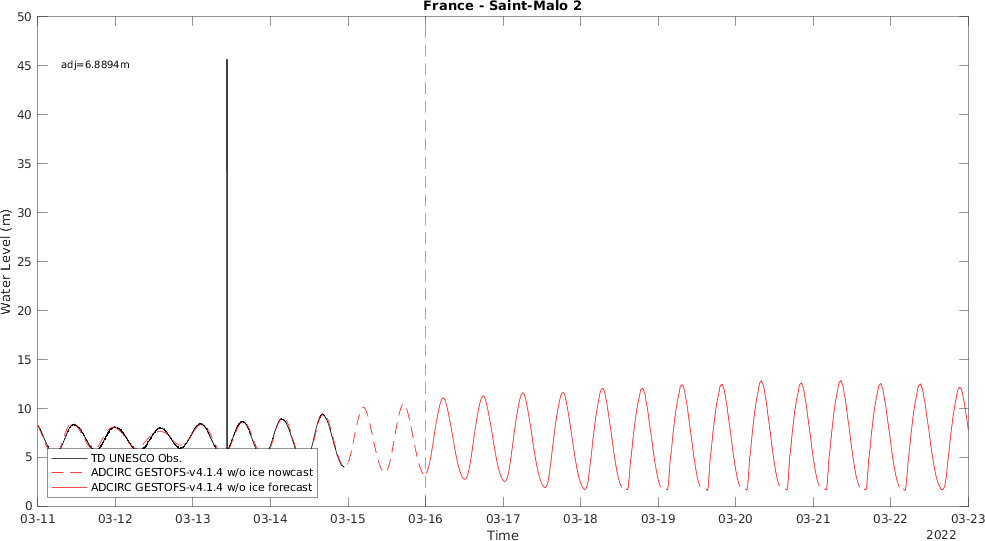 France - Saint-Malo 2
50
45
40
35
30
25
20
15
10
5
0
Water Level (m)
adj=6.8894m
TD UNESCO Obs.
ADCIRC GESTOFS-v4.1.4 w/o ice nowcast
ADCIRC GESTOFS-v4.1.4 w/o ice forecast
03-11 03-12 03-13 03-14 03-15 03-16 03-17 03-18 03-19 03-20 03-21 03-22 03-23
Time
2022